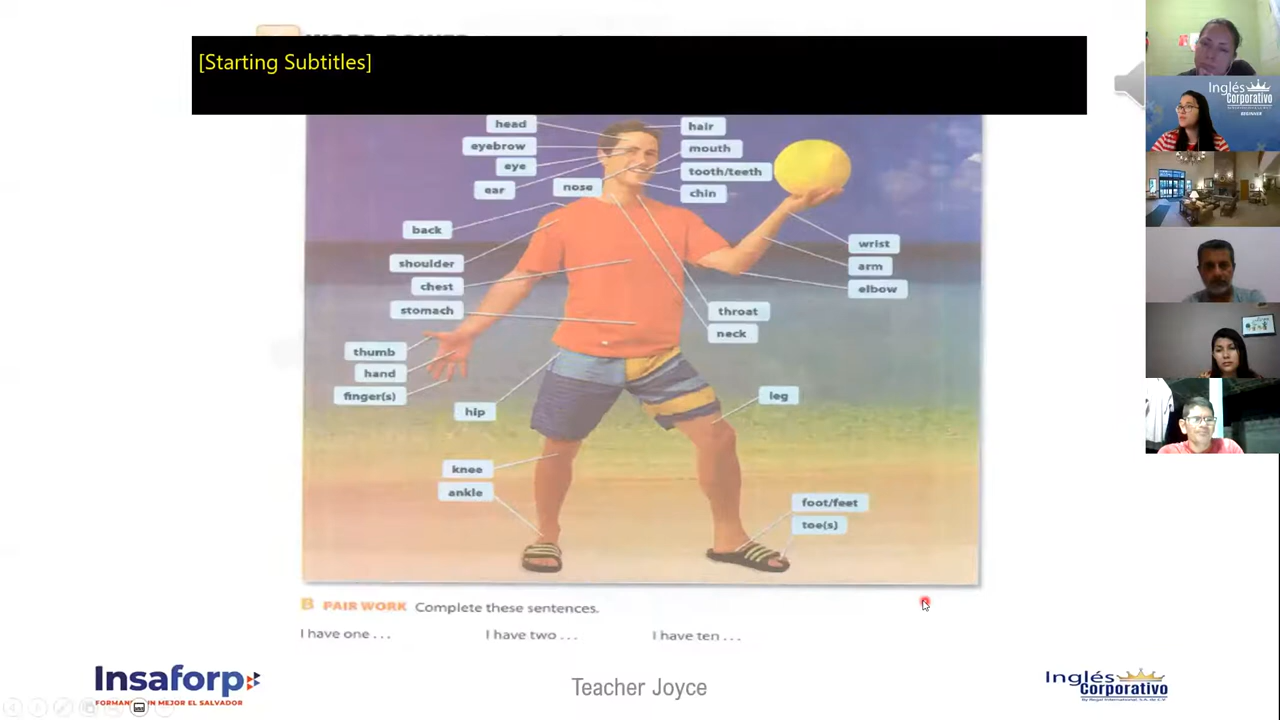 [Starting Subtitles]
Inglés
Corporativo
BEGINNER
head
hair
eyebrow
mouth
eye
tooth/teeth
ear
nose
chin
back
wrist
shoulder
arm
chest
elbow
stomach
throat
neck
thumb
hand
finger(s)
hip
leg
knee
ankle
foot/feet
toe(s)
B PAIR WORK Complete these sentences.
I have one ... I have two ... I have ten ...
Insaforp
Teacher Joyce
Inglés
Corporativo